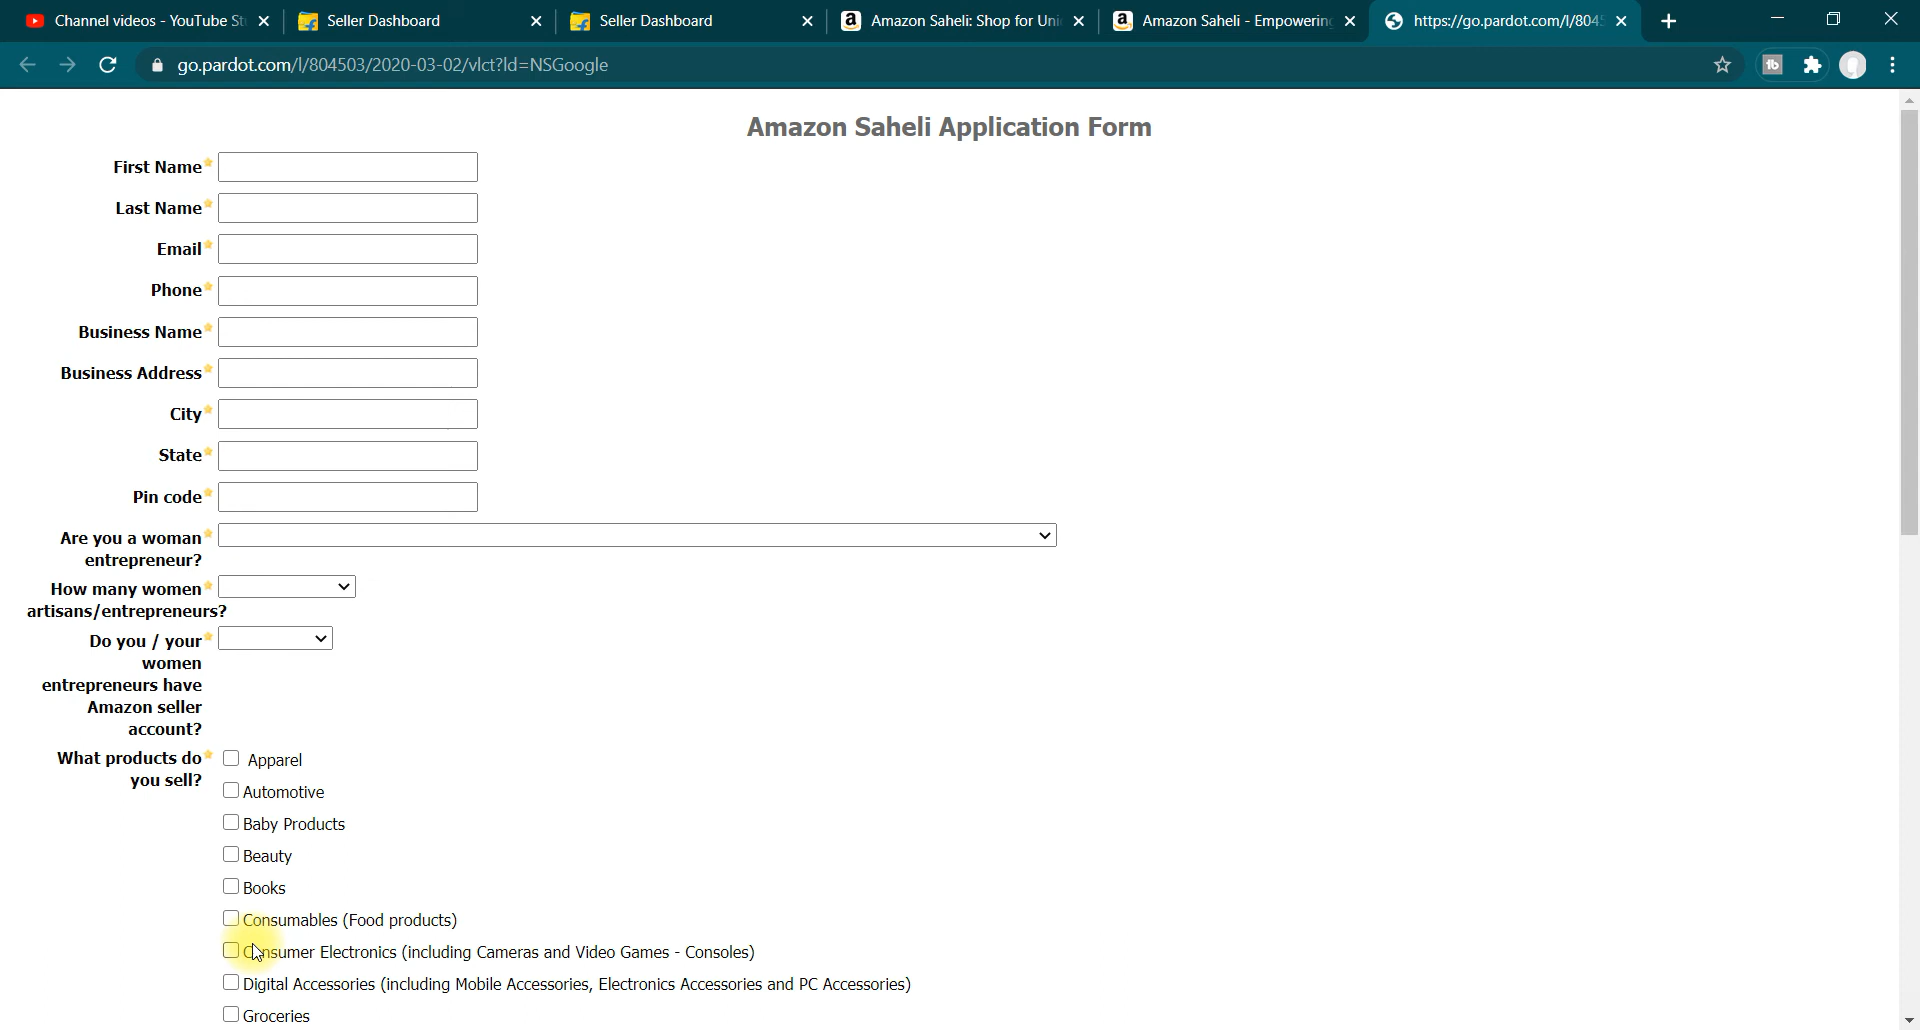 Channel videos - YouTube St
Seller Dashboard
Seller Dashboard
Amazon Saheli: Shop for Uni
Amazon Saheli - Empowering
https://go.pardot.com/l/8045
go.pardot.com/l/804503/2020-03-02/vlct?ld=NSGoogle
Amazon Saheli Application Form
First Name
Last Name
Email
Phone
Business Name
Business Address
City
State
Pin code
Are you a woman
entrepreneur?
How many women
artisans/entrepreneurs?
Do you / your
women
entrepreneurs have
Amazon seller
account?
What products do
you sell?
Apparel
Automotive
Baby Products
Beauty
Books
Consumables (Food products)
Consumer Electronics (including Cameras and Video Games - Consoles)
Digital Accessories (including Mobile Accessories, Electronics Accessories and PC Accessories)
Groceries